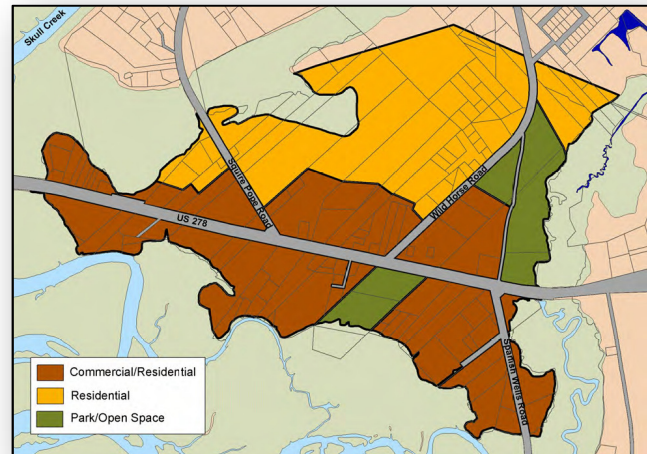 Skull Creek
Squire Pope Road
Wild Horse Road
US 278
Spanish Wells Road
Commercial/Residential
Residential
Park/Open Space